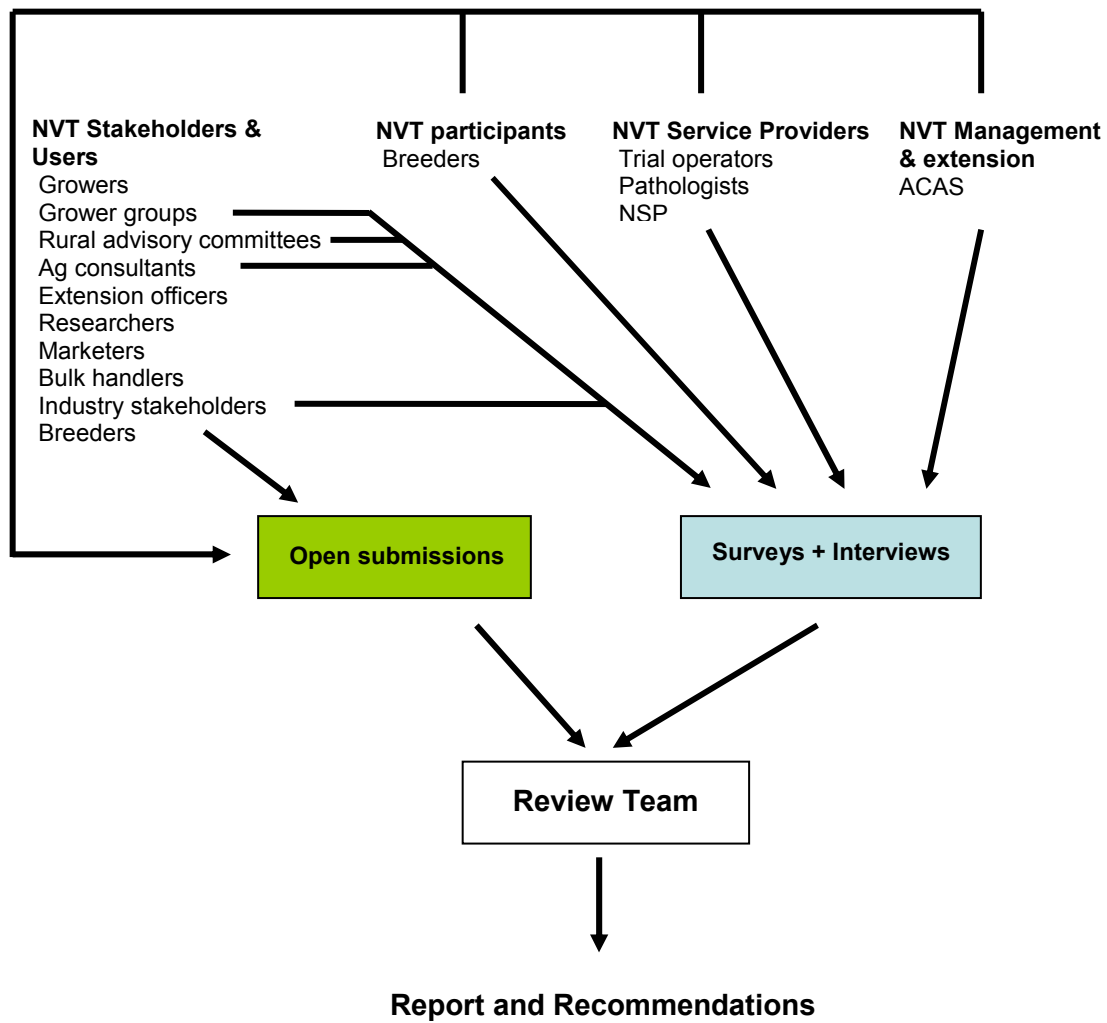 NVT Stakeholders &
Users
Growers
Grower groups
Rural advisory committees
Ag consultants
Extension officers
Researchers
Marketers
Bulk handlers
Industry stakeholders
Breeders
NVT participants
Breeders
NVT Service Providers
Trial operators
Pathologists
NSP
NVT Management
& extension
ACAS
Open submissions
Surveys + Interviews
Review Team
Report and Recommendations